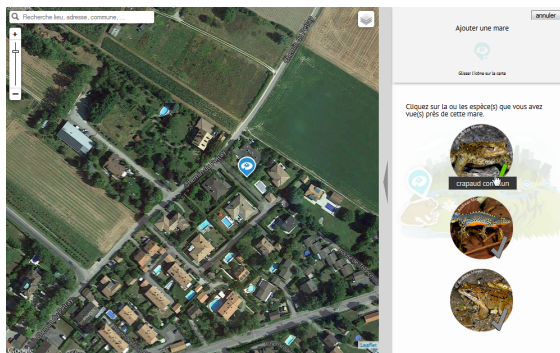 Recherche lieu, adresse, commune, ...
annuler
Ajouter une mare
Glisser l'icône sur la carte
Cliquez sur la ou les espèce(s) que vous avez
vue(s) près de cette mare.
crapaud commun
Google
Leaflet